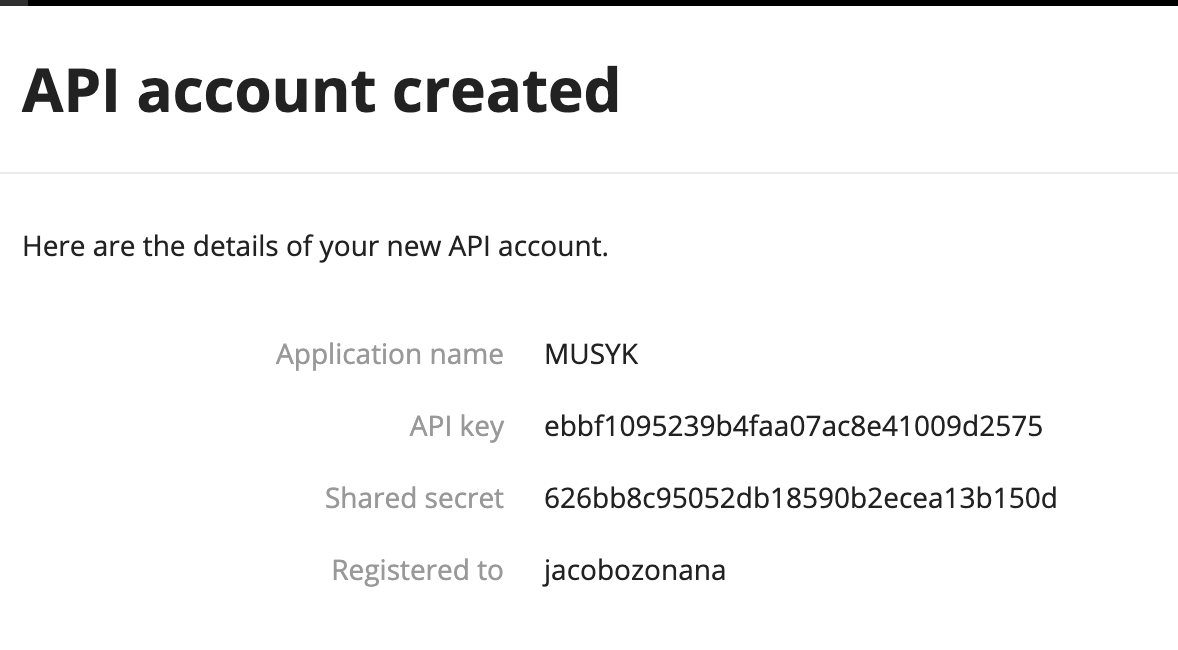 API account created
Here are the details of your new API account.
Application name MUSYK
API key ebbf1095239b4faa07ac8e41009d2575
Shared secret 626bb8c95052db18590b2ecea13b150d
Registered to jacobozonana